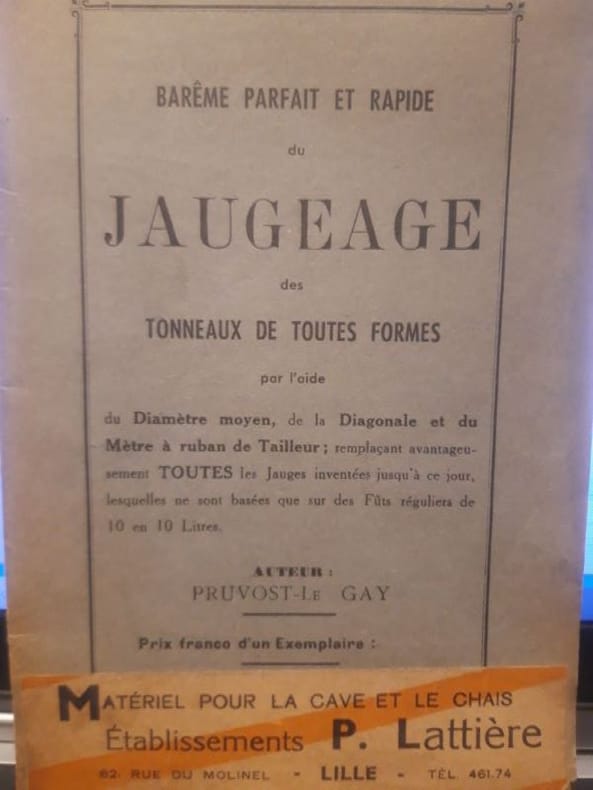 BARÊME PARFAIT ET RAPIDE
du
JAUGEAGE
des
TONNEAUX DE TOUTES FORMES
par l'aide
du Diamètre moyen, de la Diagonale et du
Mètre à ruban de Tailleur ; remplaçant avantageu-
sement TOUTES les Jauges inventées jusqu'à ce jour,
lesquelles ne sont basées que sur des Fûts réguliers de
10 en 10 Litres.
AUTEUR :
PRUVOST-LE GAY
Prix franco d'un Exemplaire :
MATÉRIEL POUR LA CAVE ET LE CHAIS
Établissements P. Lattière
62, RUE DU MOLINEL - LILLE - TÉL. 461.74